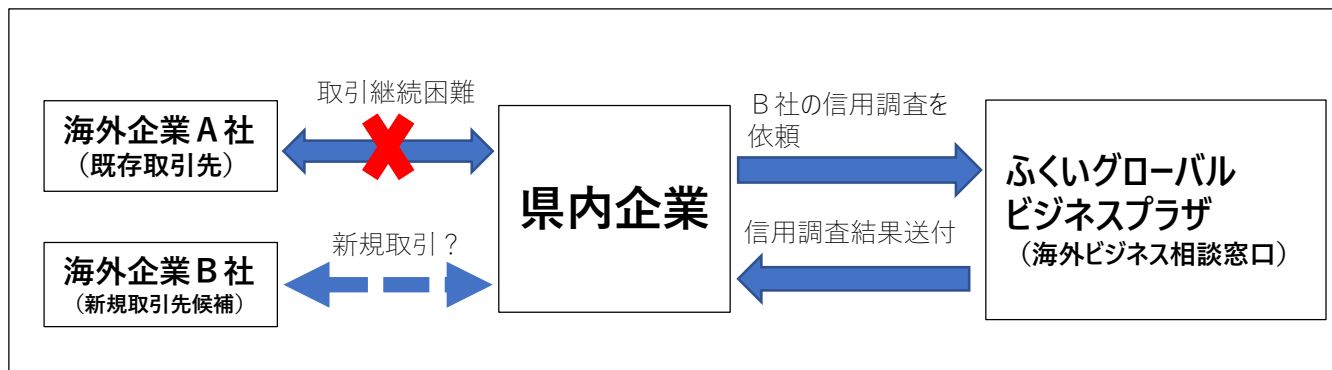 取引継続困難
海外企業A社
（既存取引先）
海外企業B社
（新規取引先候補）
新規取引？
県内企業
B社の信用調査を
依頼
信用調査結果送付
ふくいグローバル
ビジネスプラザ
（海外ビジネス相談窓口）